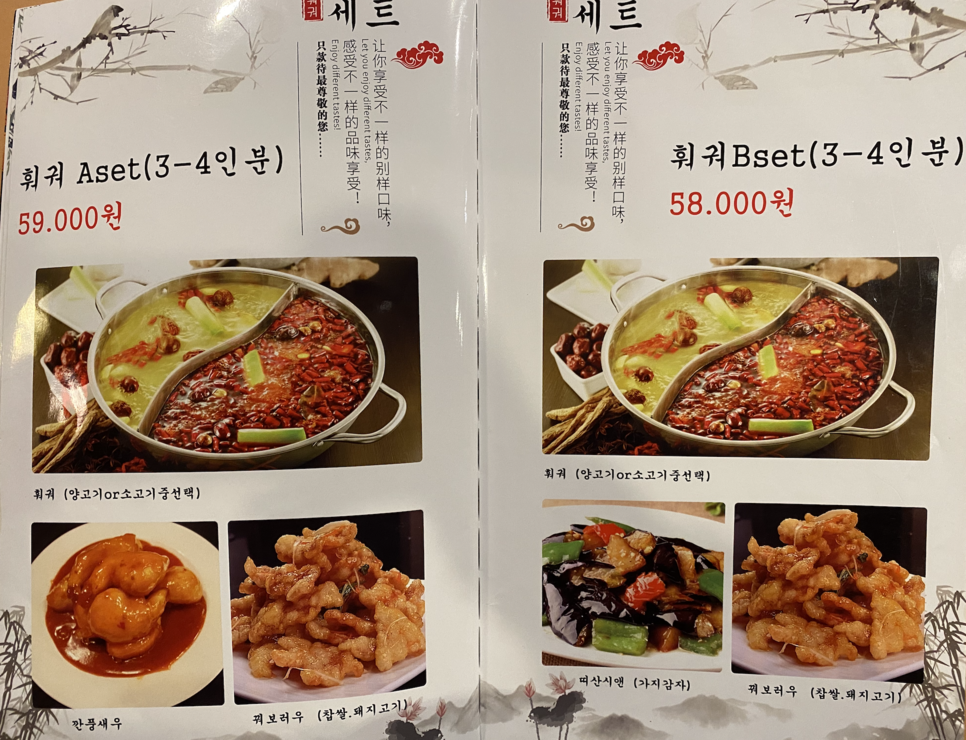 훠궈
세트
让你享受不一样的别样口味,
Let you enjoy different tastes,
感受不一样的品味享受！
Enjoy different tastes!
只款待最尊敬的您……
훠궈 Aset(3-4인분)
59.000원
훠궈 (양고기or소고기중선택)
깐풍새우
꿔보러우 (찹쌀.돼지고기)
훠궈
세트
让你享受不一样的别样口味,
Let you enjoy different tastes,
感受不一样的品味享受！
Enjoy different tastes!
只款待最尊敬的您……
훠궈Bset(3-4인분)
58.000원
훠궈 (양고기or소고기중선택)
띠산시앤 (가지감자)
꿔보러우 (찹쌀.돼지고기)